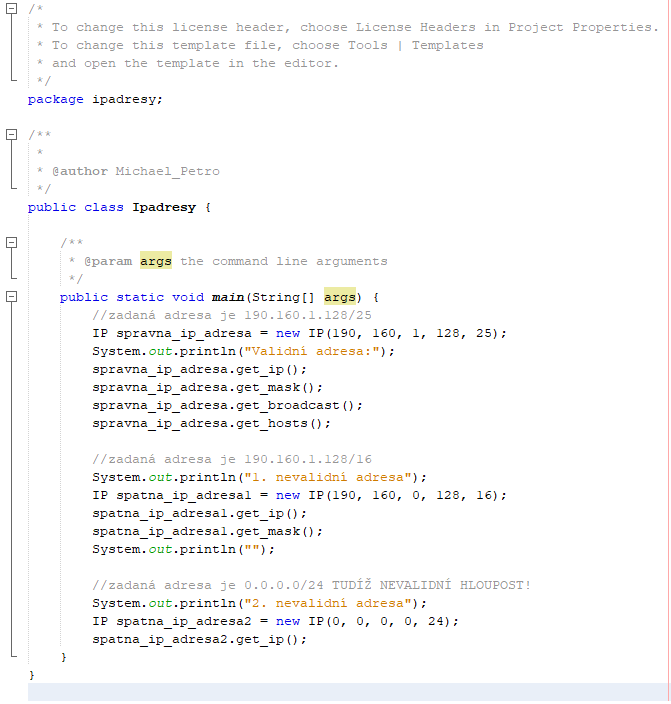 /*
 * To change this license header, choose License Headers in Project Properties.
 * To change this template file, choose Tools | Templates
 * and open the template in the editor.
 */
package ipadresy;

/**
 *
 * @author Michael_Petro
 */
public class Ipadresy {

    /**
     * @param args the command line arguments
     */
    public static void main(String[] args) {
        //zadaná adresa je 190.160.1.128/25
        IP spravna_ip_adresa = new IP(190, 160, 1, 128, 25);
        System.out.println("Validní adresa:");
        spravna_ip_adresa.get_ip();
        spravna_ip_adresa.get_mask();
        spravna_ip_adresa.get_broadcast();
        spravna_ip_adresa.get_hosts();

        //zadaná adresa je 190.160.1.128/16
        System.out.println("1. nevalidní adresa");
        IP spatna_ip_adresa1 = new IP(190, 160, 0, 128, 16);
        spatna_ip_adresa1.get_ip();
        spatna_ip_adresa1.get_mask();
        System.out.println("");

        //zadaná adresa je 0.0.0.0/24 TUDÍŽ NEVALIDNÍ HLOUPOST!
        System.out.println("2. nevalidní adresa");
        IP spatna_ip_adresa2 = new IP(0, 0, 0, 0, 24);
        spatna_ip_adresa2.get_ip();
    }
}